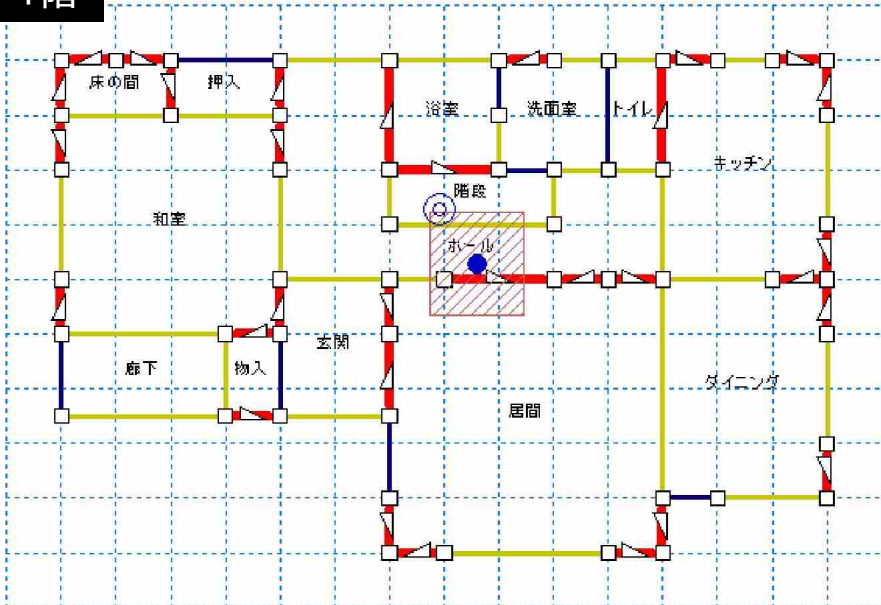 1階
床の間
押入
浴室
洗面室
トイレ
キッチン
階段
和室
ホール
玄関
廊下
物入
ダイニング
居間